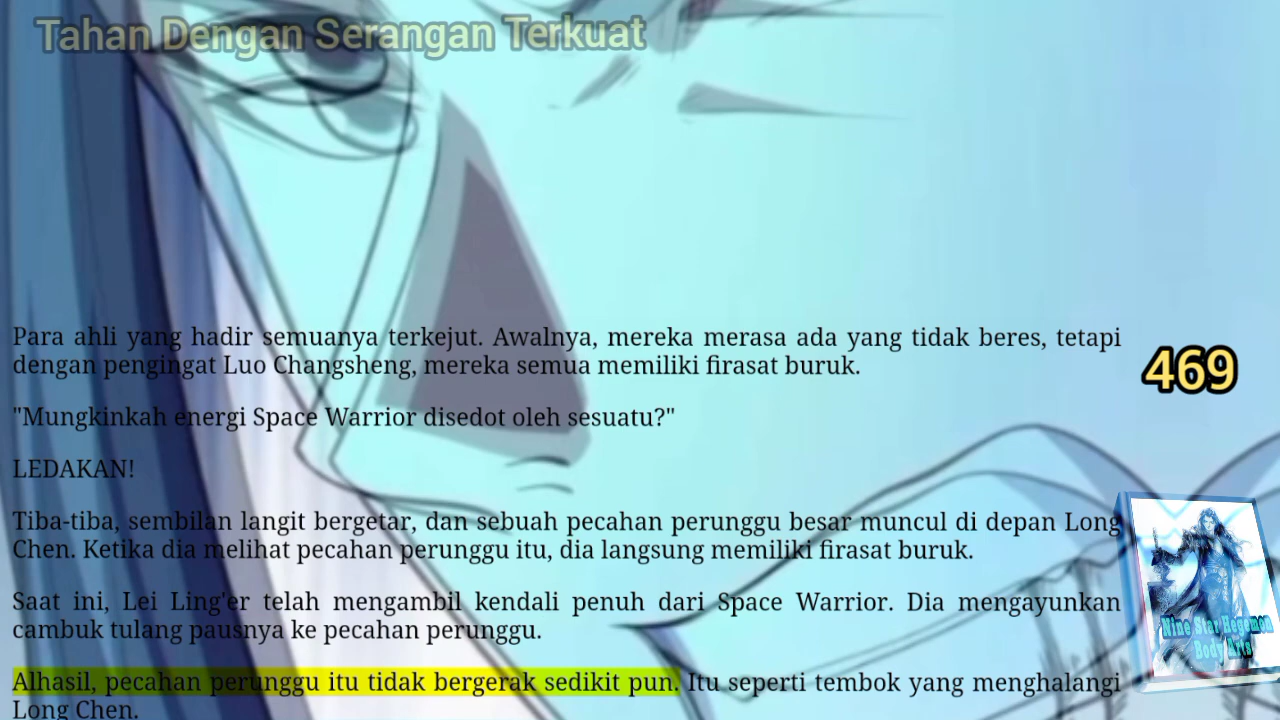 Tahan Dengan Serangan Terkuat
Para ahli yang hadir semuanya terkejut. Awalnya, mereka merasa ada yang tidak beres, tetapi
dengan pengingat Luo Changsheng, mereka semua memiliki firasat buruk.
469
"Mungkinkah energi Space Warrior disedot oleh sesuatu?"
LEDAKAN!
Tiba-tiba, sembilan langit bergetar, dan sebuah pecahan perunggu besar muncul di depan Long
Chen. Ketika dia melihat pecahan perunggu itu, dia langsung memiliki firasat buruk.
Saat ini, Lei Ling'er telah mengambil kendali penuh dari Space Warrior. Dia mengayunkan
cambuk tulang pausnya ke pecahan perunggu.
Nine Star Hegemon
Body Arts
Alhasil, pecahan perunggu itu tidak bergerak sedikit pun. Itu seperti tembok yang menghalangi
Long Chen.